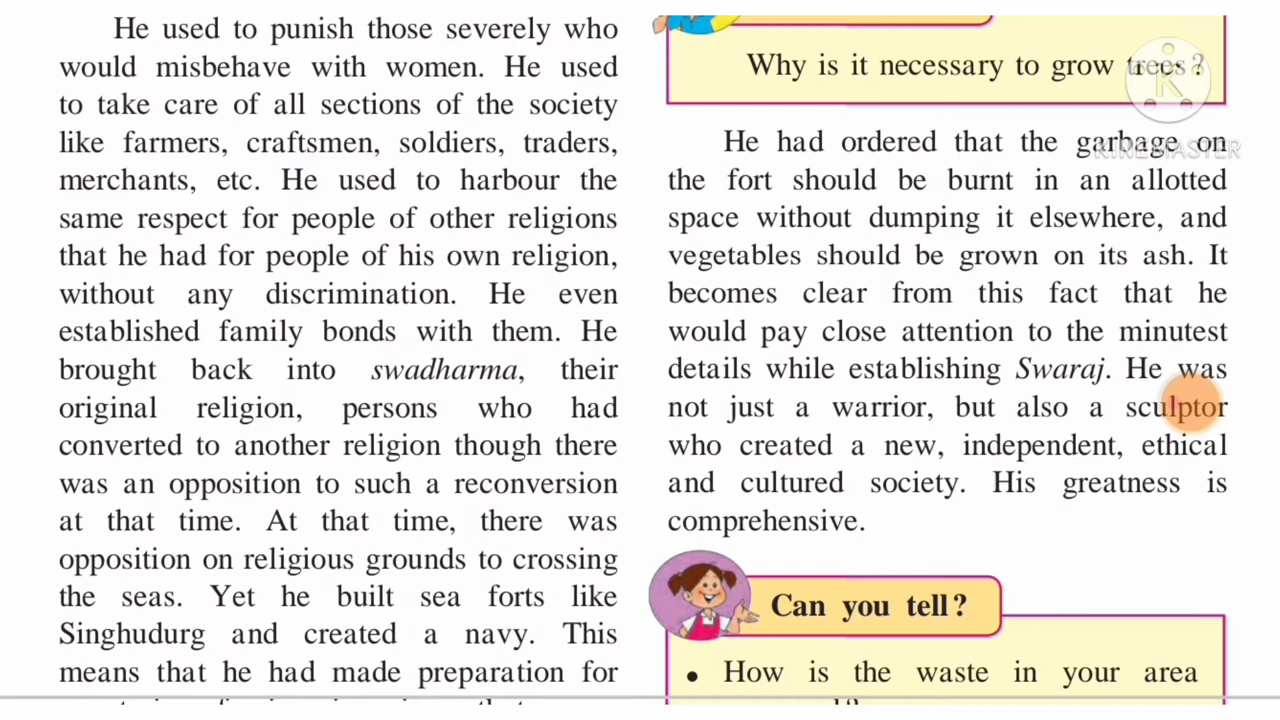 He used to punish those severely who
would misbehave with women. He used
to take care of all sections of the society
like farmers, craftsmen, soldiers, traders,
merchants, etc. He used to harbour the
same respect for people of other religions
that he had for people of his own religion,
without any discrimination. He even
established family bonds with them. He
brought back into swadharma, their
original religion, persons who had
converted to another religion though there
was an opposition to such a reconversion
at that time. At that time, there was
opposition on religious grounds to crossing
the seas. Yet he built sea forts like
Singhudurg and created a navy. This
means that he had made preparation for
Why is it necessary to grow trees?
K
KINEMASTER
He had ordered that the garbage on
the fort should be burnt in an allotted
space without dumping it elsewhere, and
vegetables should be grown on its ash. It
becomes clear from this fact that he
would pay close attention to the minutest
details while establishing Swaraj. He was
not just a warrior, but also a sculptor
who created a new, independent, ethical
and cultured society. His greatness is
comprehensive.
Can you tell?
• How is the waste in your area